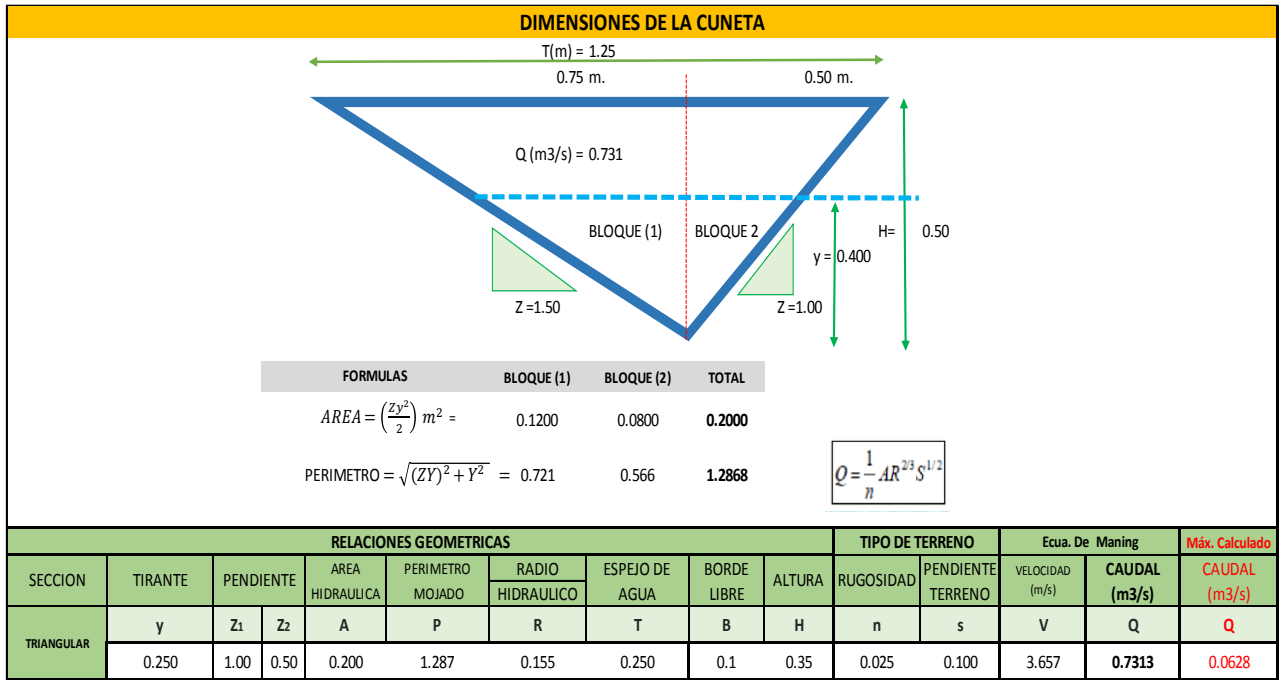 DIMENSIONES DE LA CUNETA
T(m) = 1.25
0.75 m. 0.50 m.
Q (m3/s) = 0.731
BLOQUE (1) BLOQUE 2 H= 0.50
y = 0.400
Z =1.50 Z =1.00
FORMULAS BLOQUE (1) BLOQUE (2) TOTAL
AREA = (Zy²/2) m² = 0.1200 0.0800 0.2000
PERIMETRO = √((ZY)² + Y²) = 0.721 0.566 1.2868
Q = 1/n AR^2/3 S^1/2
RELACIONES GEOMETRICAS TIPO DE TERRENO Ecua. De Maning Máx. Calculado
SECCION TIRANTE PENDIENTE AREA HIDRAULICA PERIMETRO MOJADO RADIO HIDRAULICO ESPEJO DE AGUA BORDE LIBRE ALTURA RUGOSIDAD PENDIENTE TERRENO VELOCIDAD (m/s) CAUDAL (m3/s) CAUDAL (m3/s)
TRIANGULAR y Z1 Z2 A P R T B H n s V Q Q
0.250 1.00 0.50 0.200 1.287 0.155 0.250 0.1 0.35 0.025 0.100 3.657 0.7313 0.0628